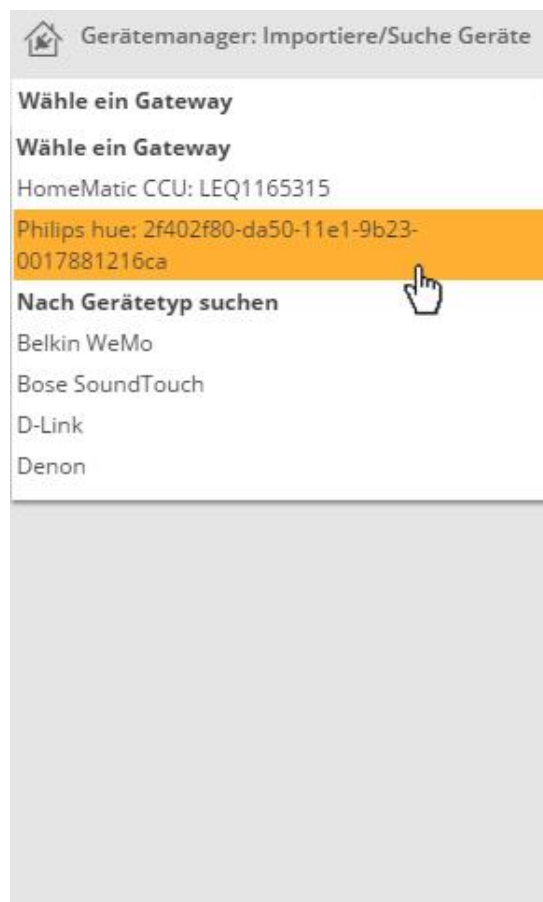 Gerätemanager: Importiere/Suche Geräte
Wähle ein Gateway
Wähle ein Gateway
HomeMatic CCU: LEQ1165315
Philips hue: 2f402f80-da50-11e1-9b23-
0017881216ca
Nach Gerätetyp suchen
Belkin WeMo
Bose SoundTouch
D-Link
Denon